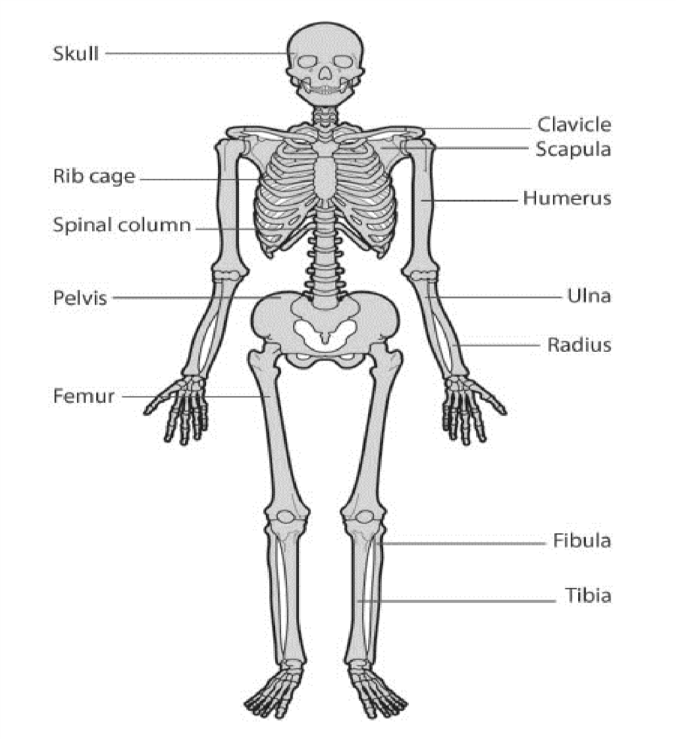 Skull
Clavicle
Scapula
Rib cage
Humerus
Spinal column
Pelvis
Ulna
Radius
Femur
Fibula
Tibia